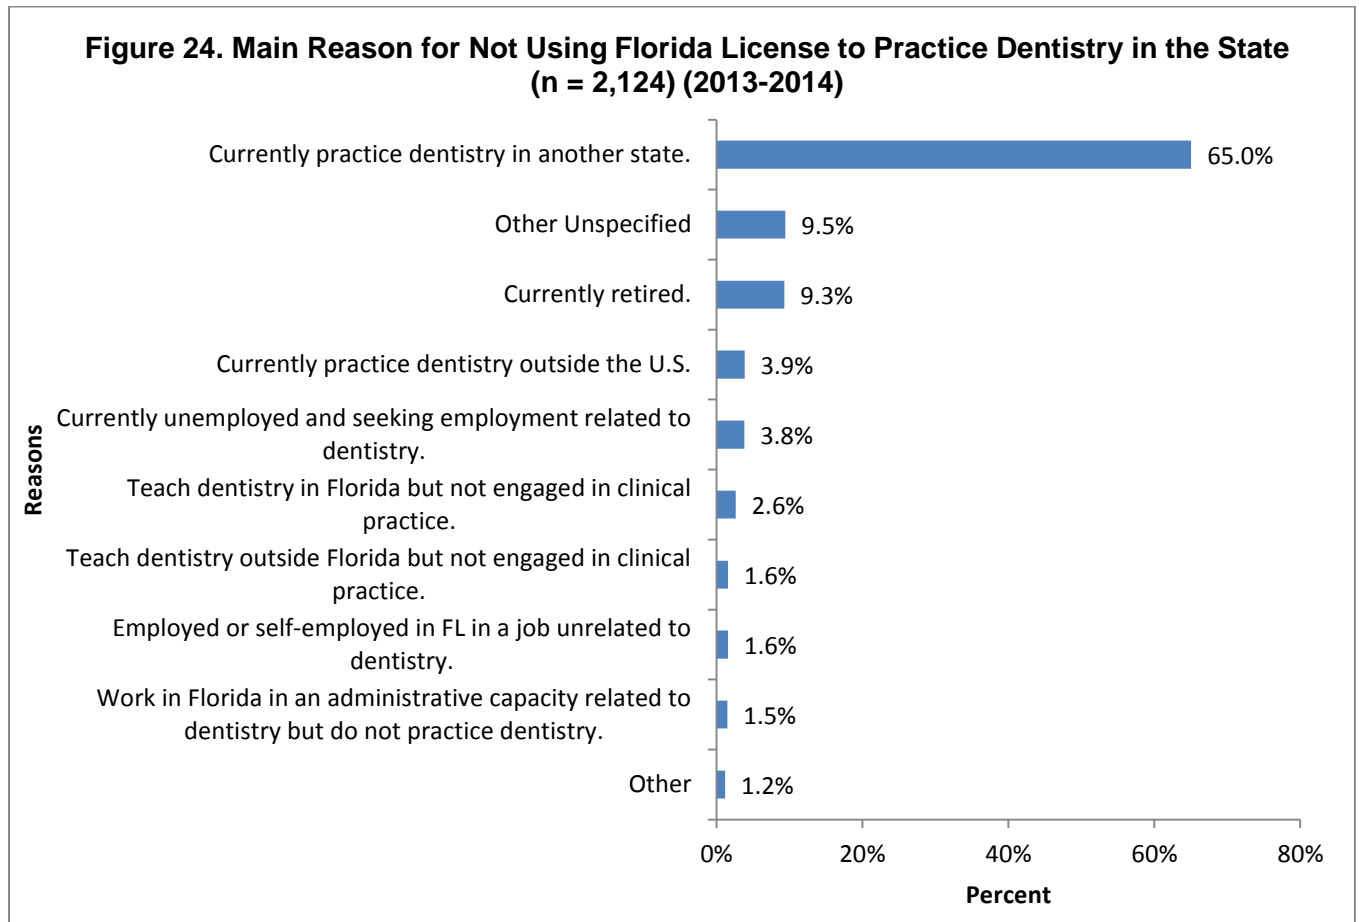 Figure 24. Main Reason for Not Using Florida License to Practice Dentistry in the State
(n = 2,124) (2013-2014)
Currently practice dentistry in another state.
65.0%
Other Unspecified
9.5%
Currently retired.
9.3%
Currently practice dentistry outside the U.S.
3.9%
Currently unemployed and seeking employment related to
dentistry.
3.8%
Teach dentistry in Florida but not engaged in clinical
practice.
2.6%
Teach dentistry outside Florida but not engaged in clinical
practice.
1.6%
Employed or self-employed in FL in a job unrelated to
dentistry.
1.6%
Work in Florida in an administrative capacity related to
dentistry but do not practice dentistry.
1.5%
Other
1.2%
Reasons
0% 20% 40% 60% 80%
Percent